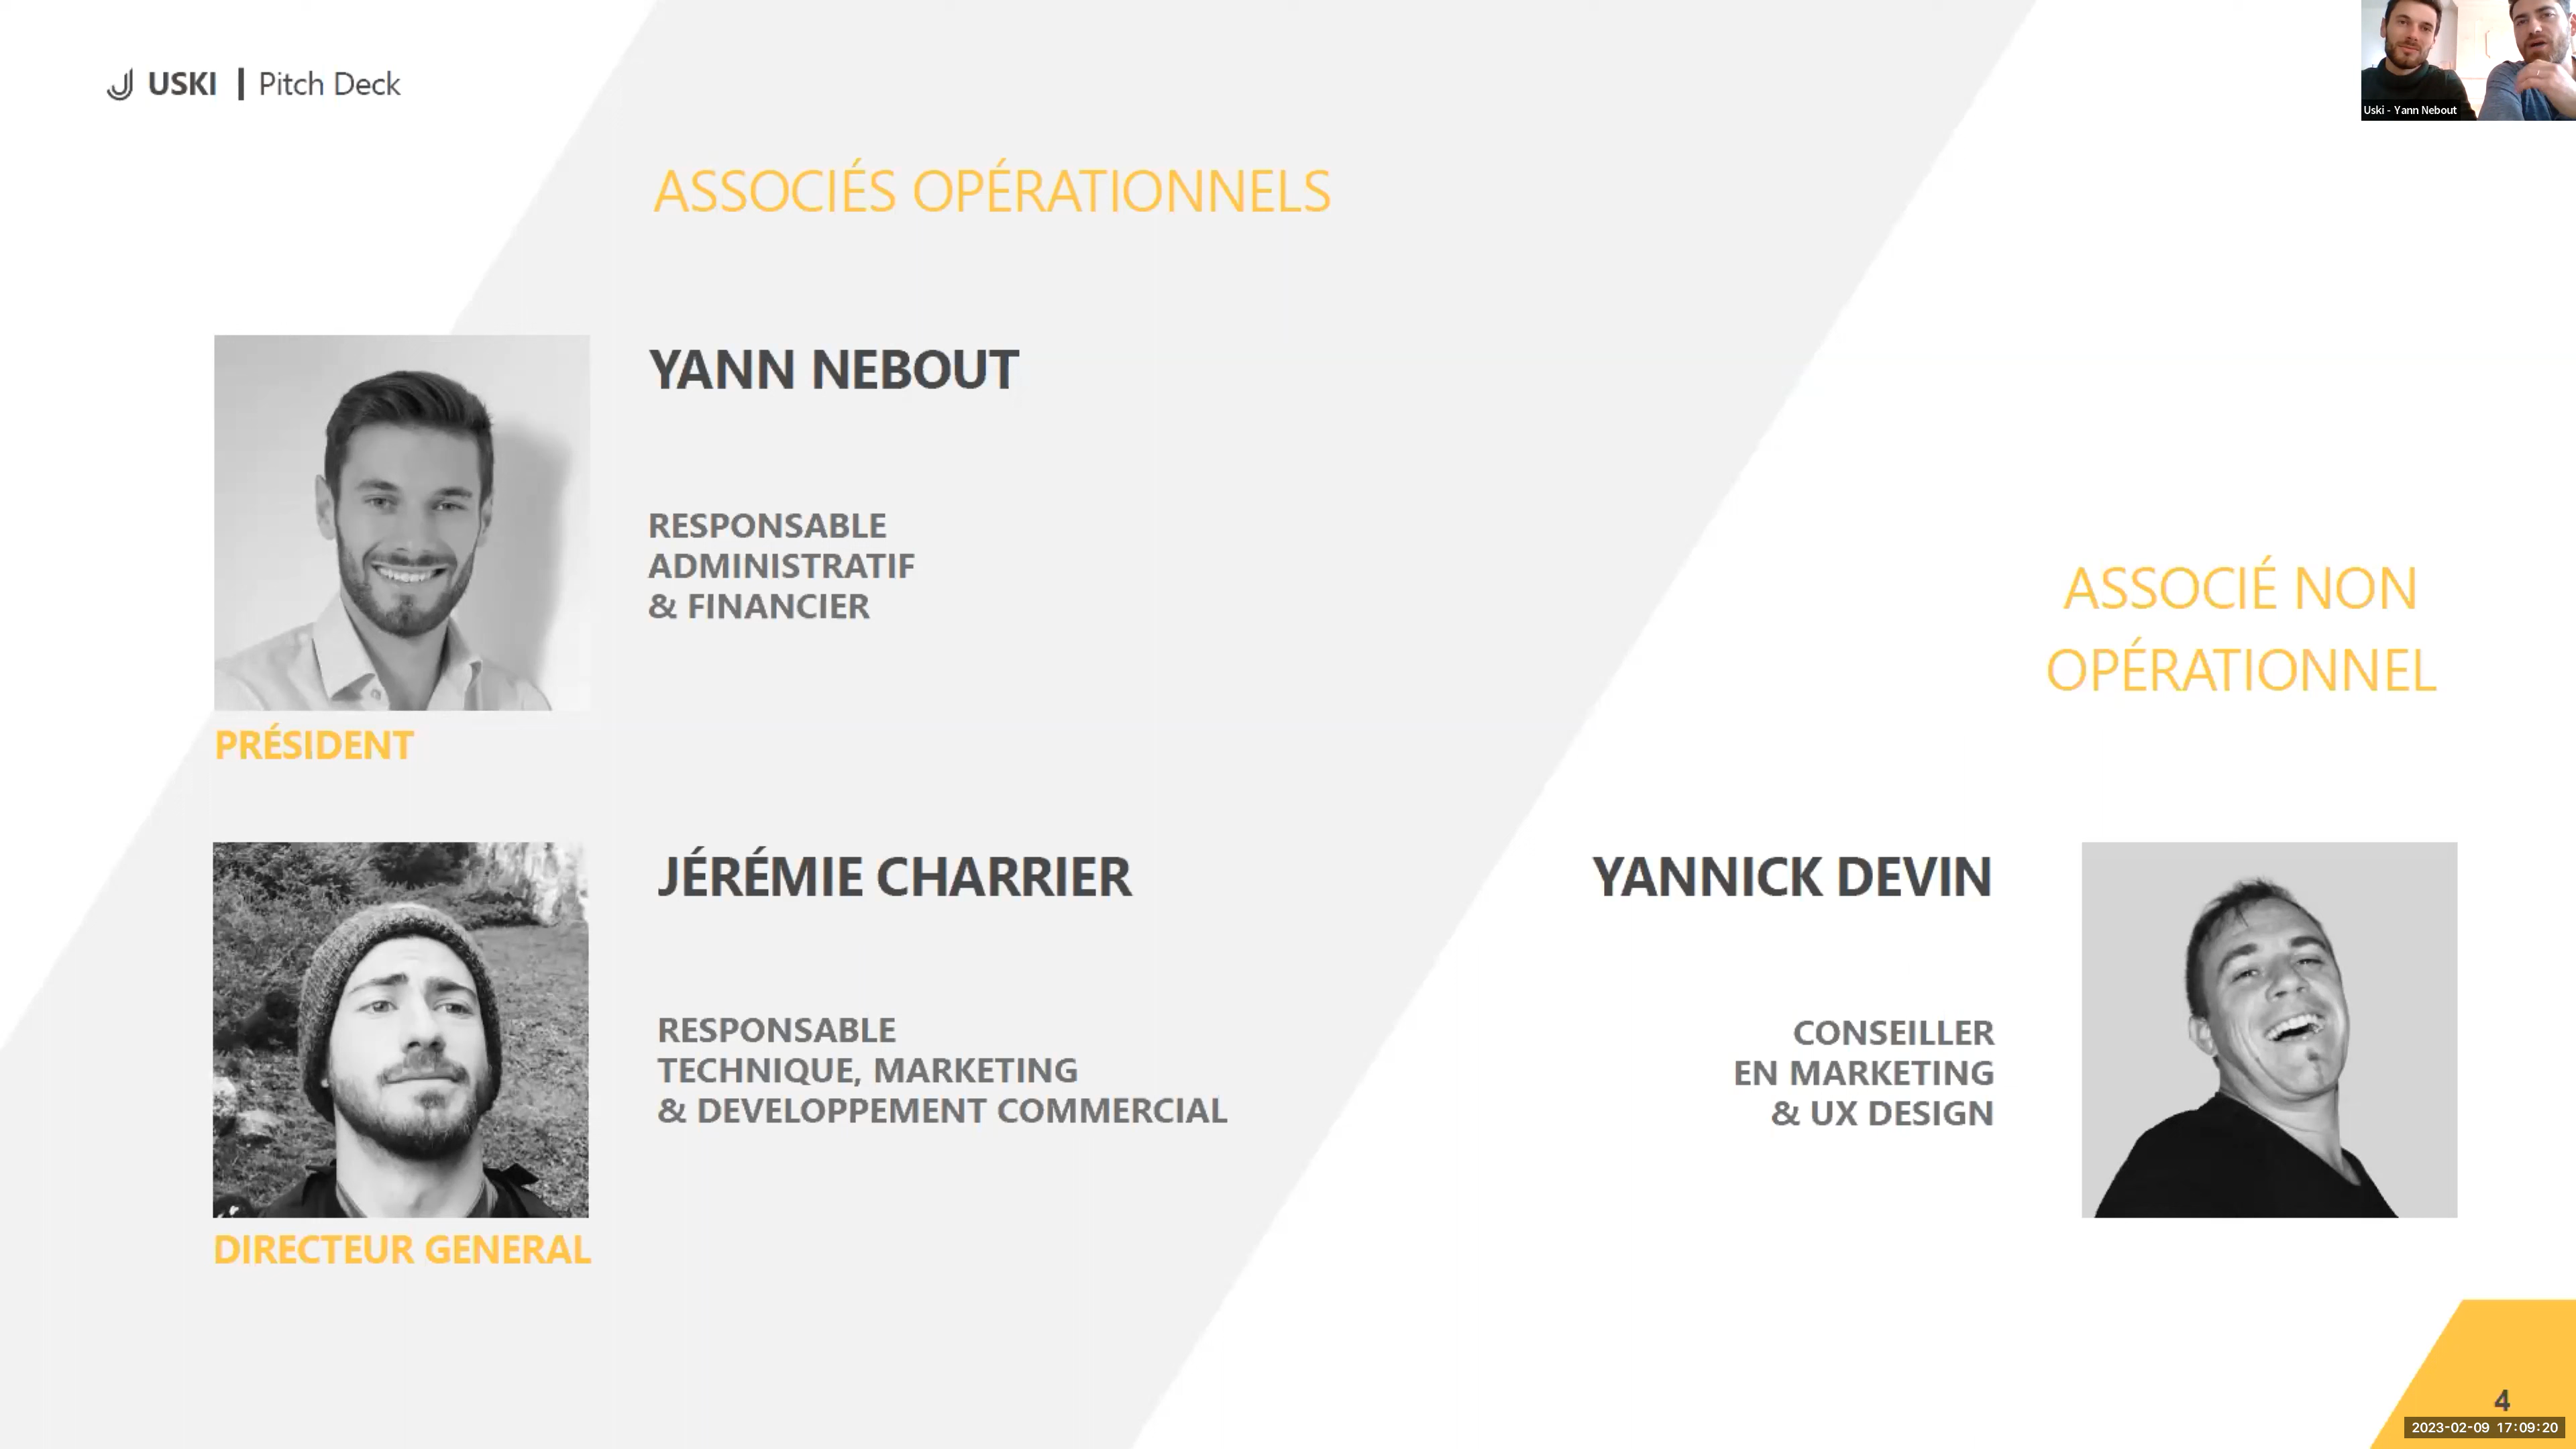 USKI | Pitch Deck
Uski - Yann Nebout
ASSOCIÉS OPÉRATIONNELS
YANN NEBOUT
RESPONSABLE
ADMINISTRATIF
& FINANCIER
PRÉSIDENT
ASSOCIÉ NON
OPÉRATIONNEL
JÉRÉMIE CHARRIER
RESPONSABLE
TECHNIQUE, MARKETING
& DEVELOPPEMENT COMMERCIAL
DIRECTEUR GENERAL
YANNICK DEVIN
CONSEILLER
EN MARKETING
& UX DESIGN
4
2023-02-09 17:09:20